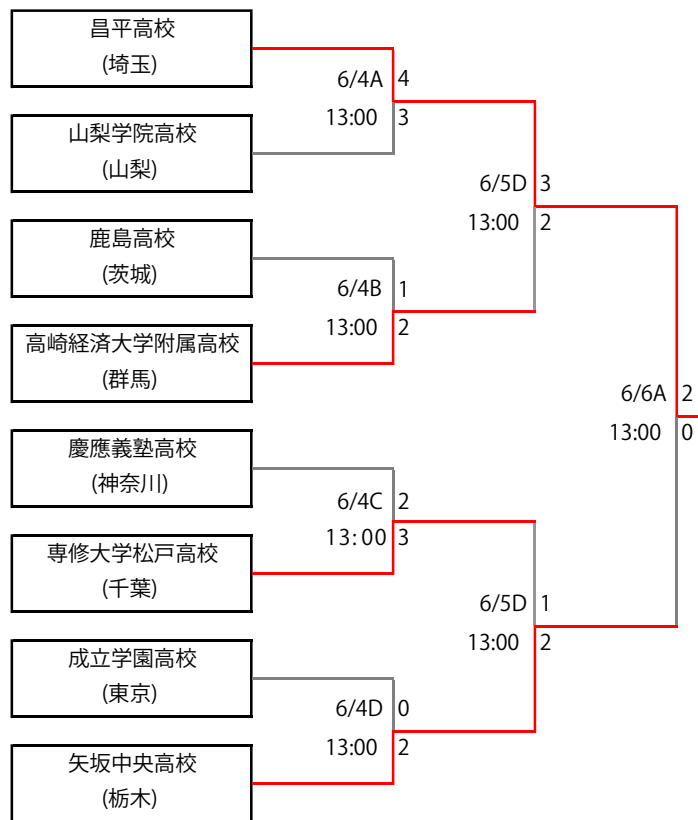 昌平高校
(埼玉)
山梨学院高校
(山梨)
6/4A 4
13:00 3
鹿島高校
(茨城)
高崎経済大学附属高校
(群馬)
6/4B 1
13:00 2
6/5D 3
13:00 2
慶應義塾高校
(神奈川)
専修大学松戸高校
(千葉)
6/4C 2
13:00 3
成立学園高校
(東京)
矢坂中央高校
(栃木)
6/4D 0
13:00 2
6/5D 1
13:00 2
6/6A 2
13:00 0